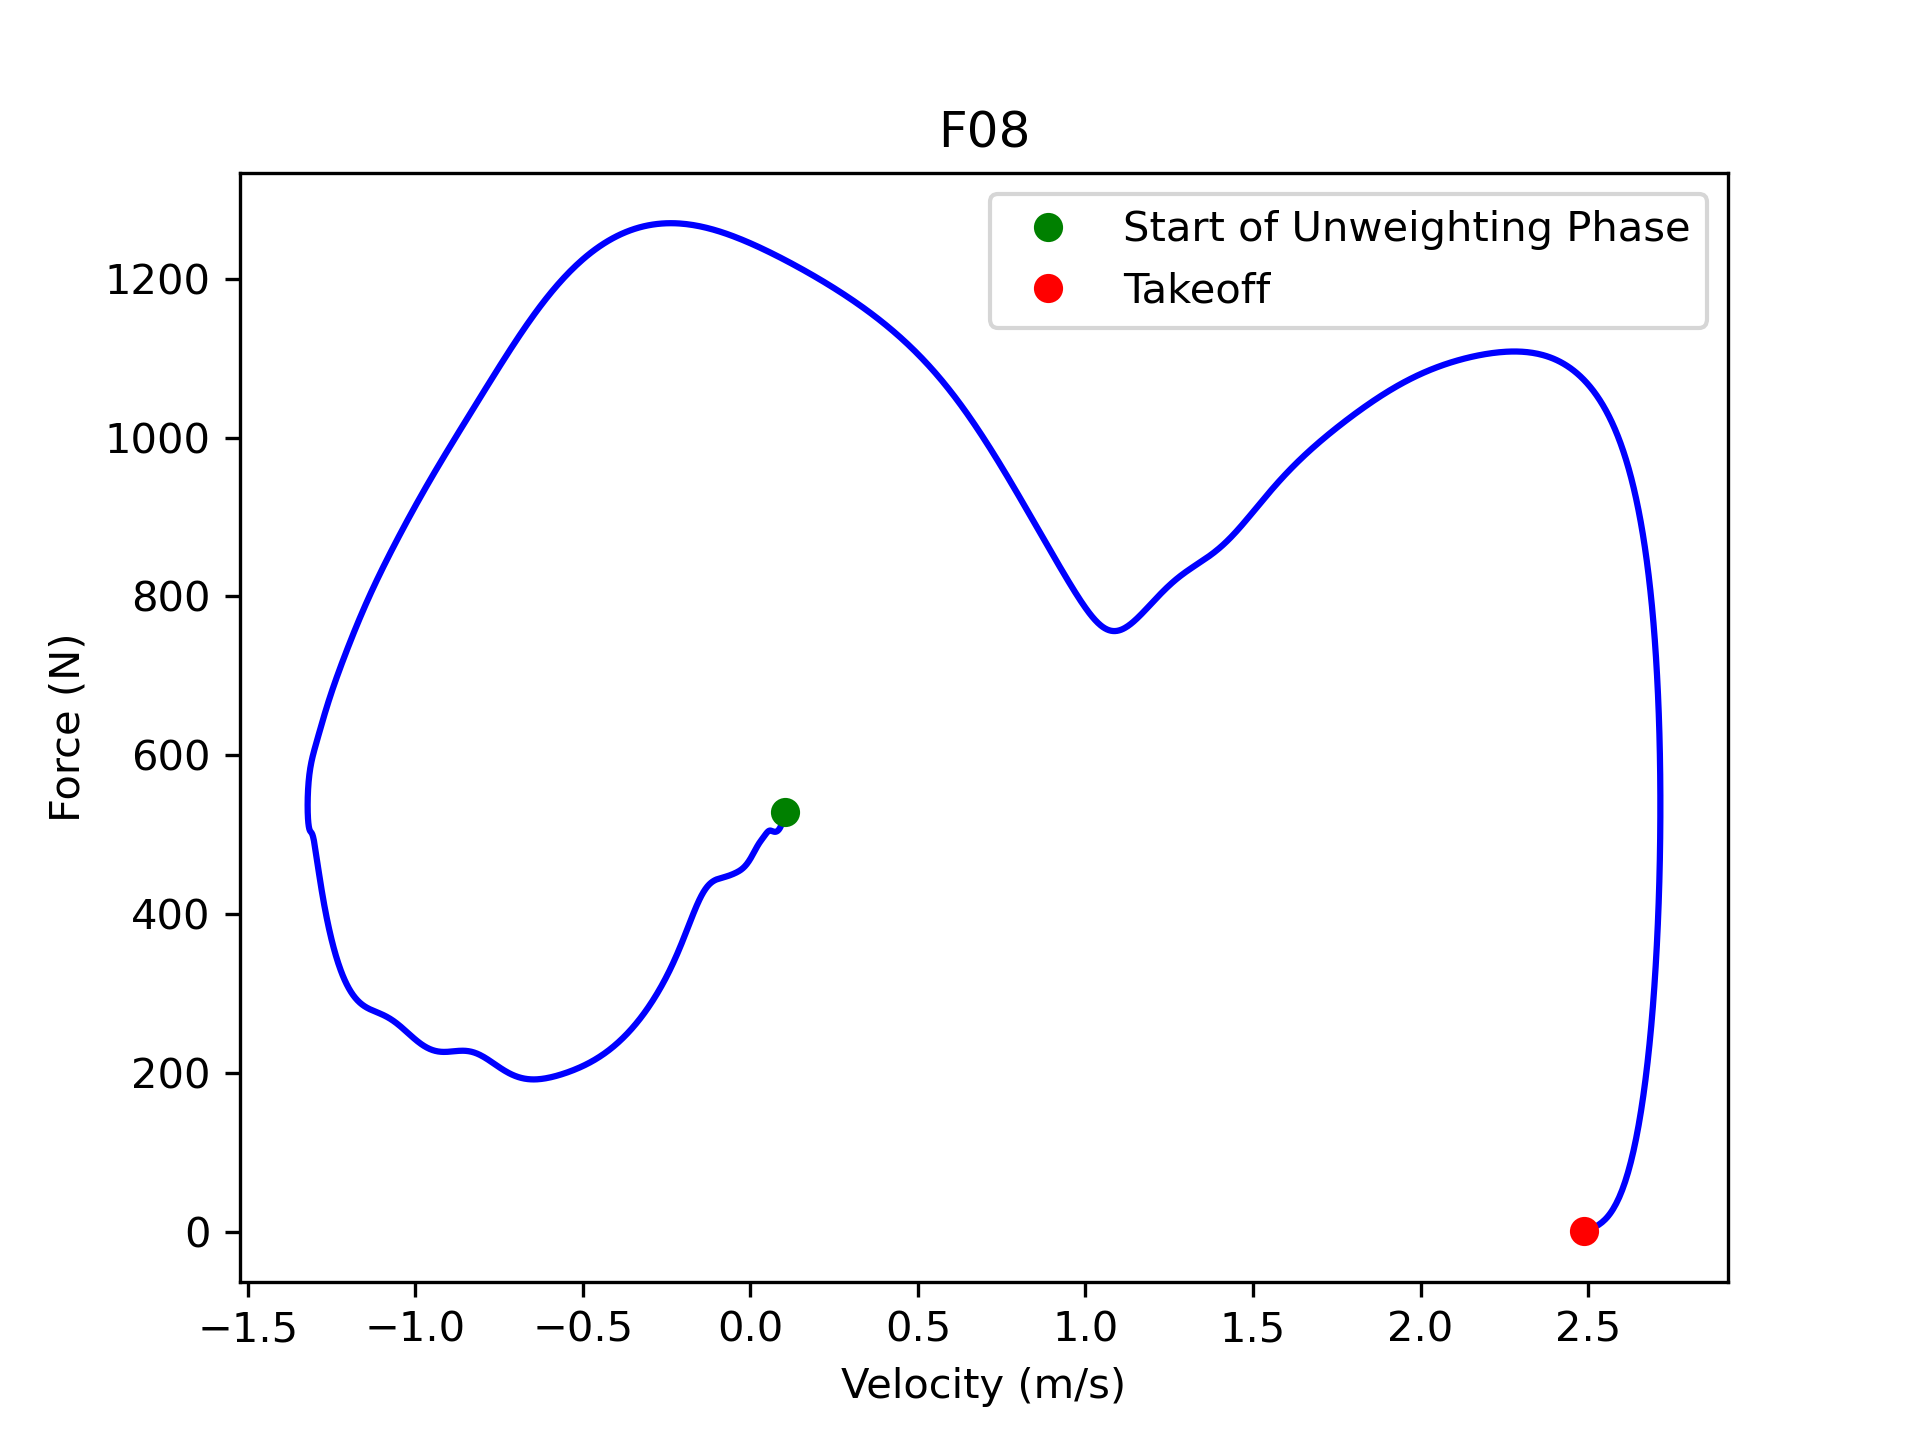 F08
Start of Unweighting Phase
Takeoff
Force (N)
1200
1000
800
600
400
200
0
−1.5 −1.0 −0.5 0.0 0.5 1.0 1.5 2.0 2.5
Velocity (m/s)